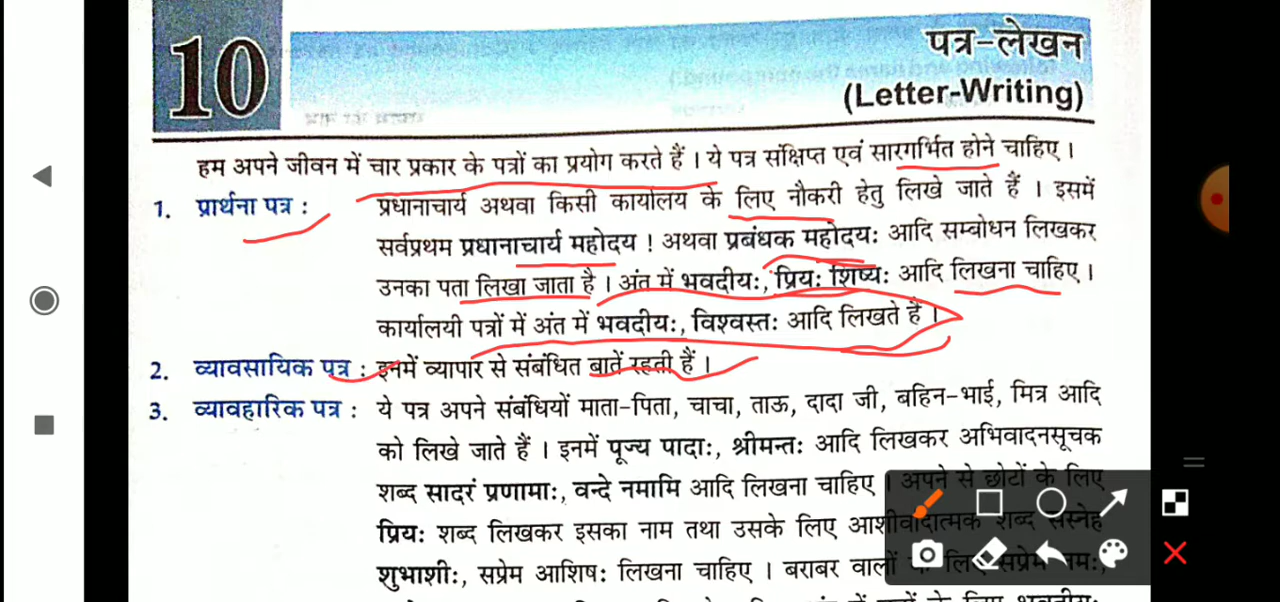 10
पत्र-लेखन
(Letter-Writing)
हम अपने जीवन में चार प्रकार के पत्रों का प्रयोग करते हैं । ये पत्र संक्षिप्त एवं सारगर्भित होने चाहिए ।
1. प्रार्थना पत्र : प्रधानाचार्य अथवा किसी कार्यालय के लिए नौकरी हेतु लिखे जाते हैं । इसमें
सर्वप्रथम प्रधानाचार्य महोदय ! अथवा प्रबंधक महोदयः आदि सम्बोधन लिखकर
उनका पता लिखा जाता है । अंत में भवदीयः, प्रियः शिष्यः आदि लिखना चाहिए ।
कार्यालयी पत्रों में अंत में भवदीयः, विश्वस्तः आदि लिखते हैं ।
2. व्यावसायिक पत्र : इनमें व्यापार से संबंधित बातें रहती हैं ।
3. व्यावहारिक पत्र : ये पत्र अपने संबंधियों माता-पिता, चाचा, ताऊ, दादा जी, बहिन-भाई, मित्र आदि
को लिखे जाते हैं । इनमें पूज्य पादाः, श्रीमन्तः आदि लिखकर अभिवादनसूचक
शब्द सादरं प्रणामाः, वन्दे नमामि आदि लिखना चाहिए । अपने से छोटों के लिए
प्रियः शब्द लिखकर इसका नाम तथा उसके लिए आशीर्वादात्मक शब्द सस्नेह
शुभाशीः, सप्रेम आशिषः लिखना चाहिए । बराबर वालों के लिए सप्रेम नमः,